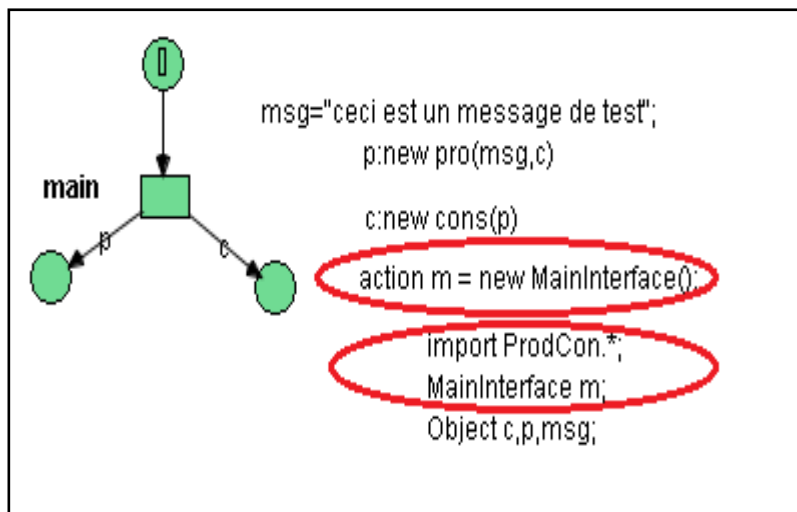 []
msg="ceci est un message de test";
p:new pro(msg,c)
main
p
c
c:new cons(p)
action m = new MainInterface();
import ProdCon.*;
MainInterface m;
Object c,p,msg;